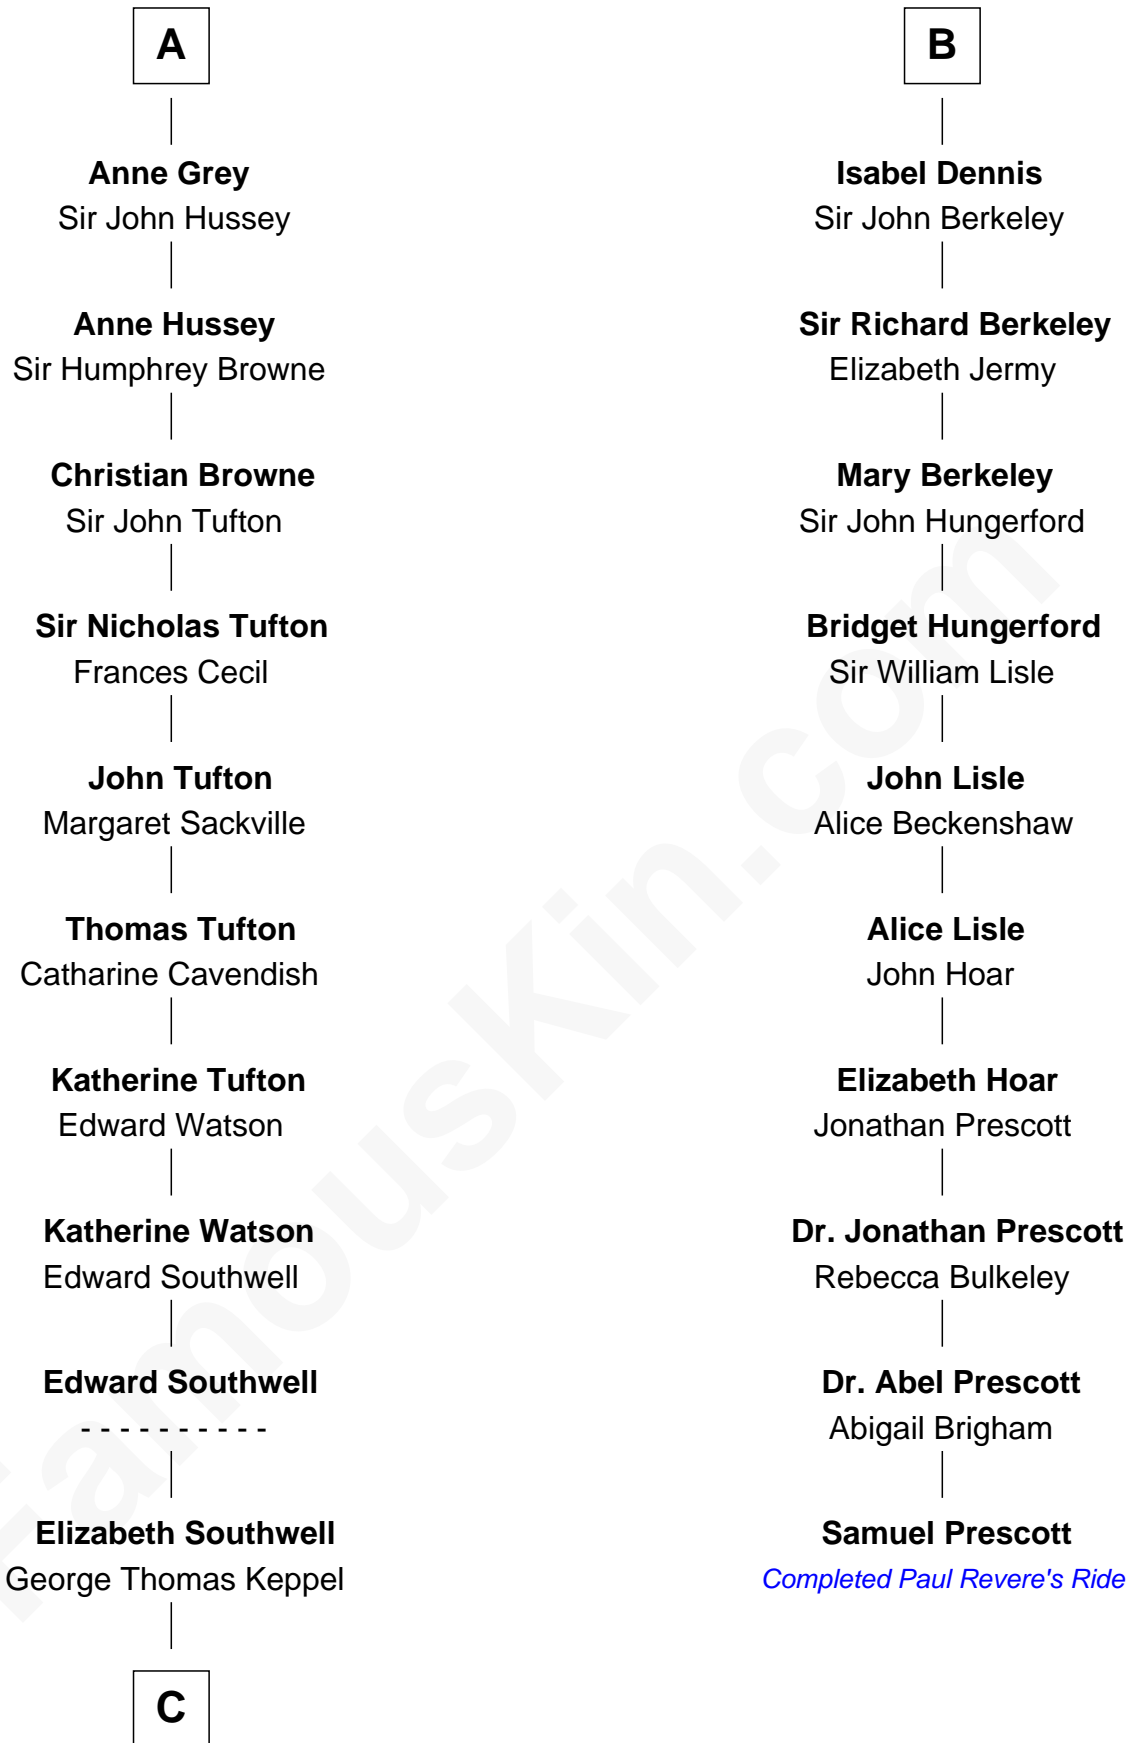 A
Anne Grey
Sir John Hussey
Anne Hussey
Sir Humphrey Browne
Christian Browne
Sir John Tufton
Sir Nicholas Tufton
Frances Cecil
John Tufton
Margaret Sackville
Thomas Tufton
Catharine Cavendish
Katherine Tufton
Edward Watson
Katherine Watson
Edward Southwell
Edward Southwell
- - - - - - - - - -
Elizabeth Southwell
George Thomas Keppel
C
B
Isabel Dennis
Sir John Berkeley
Sir Richard Berkeley
Elizabeth Jermy
Mary Berkeley
Sir John Hungerford
Bridget Hungerford
Sir William Lisle
John Lisle
Alice Beckenshaw
Alice Lisle
John Hoar
Elizabeth Hoar
Jonathan Prescott
Dr. Jonathan Prescott
Rebecca Bulkeley
Dr. Abel Prescott
Abigail Brigham
Samuel Prescott
Completed Paul Revere's Ride
FamousKin.com